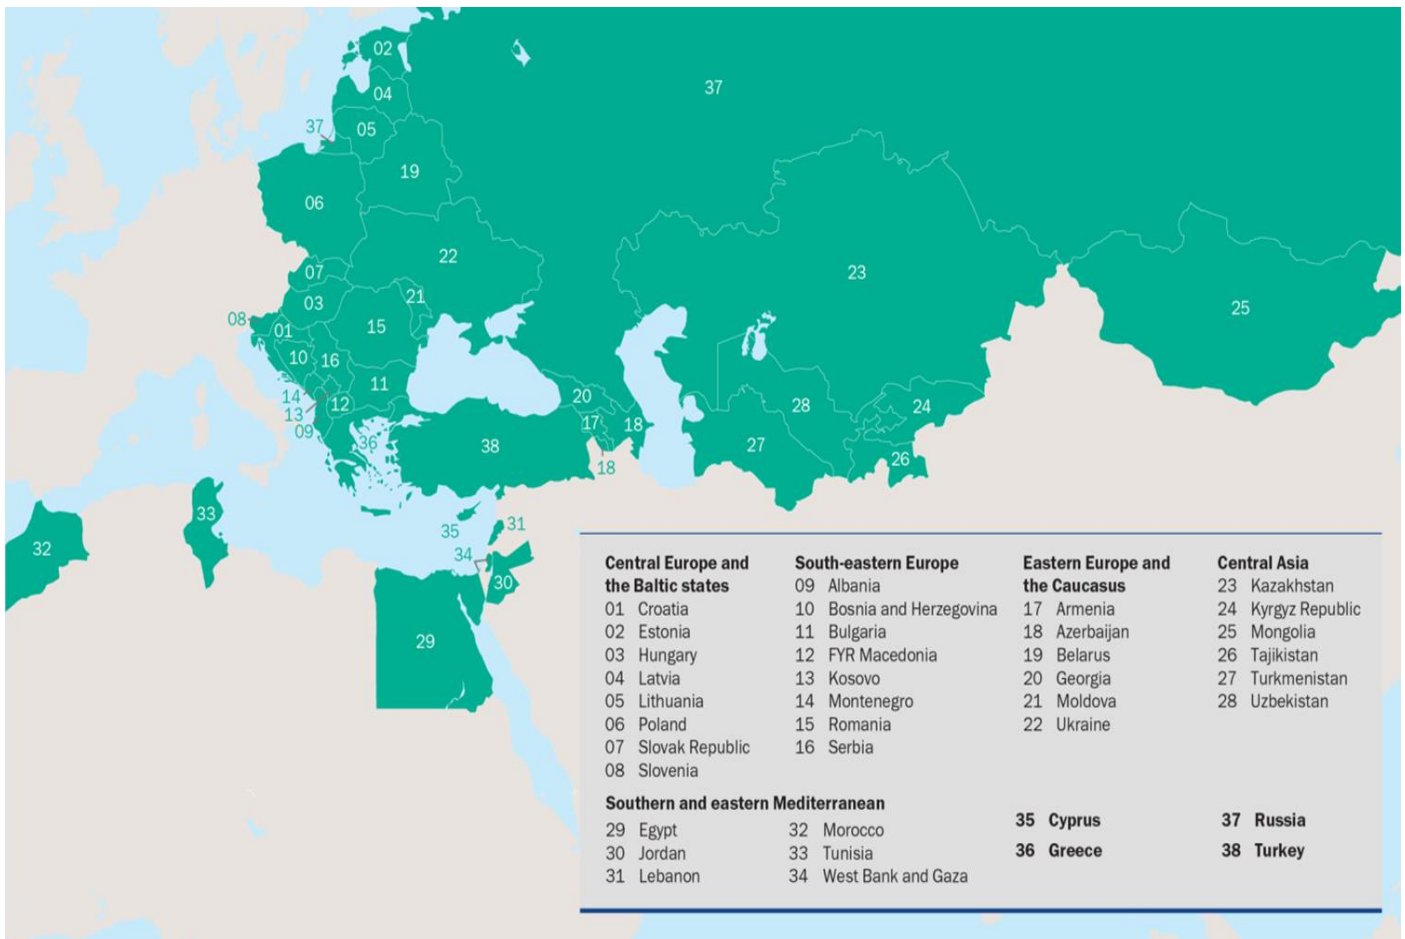 02
37
04
37
05
19
06
22
07
23
21
03
25
08
01
15
10
16
11
20
14
12
28
24
13
17
18
09
36
38
27
26
18
33
35
31
32
34
30
29
Central Europe and
the Baltic states
01 Croatia
02 Estonia
03 Hungary
04 Latvia
05 Lithuania
06 Poland
07 Slovak Republic
08 Slovenia
South-eastern Europe
09 Albania
10 Bosnia and Herzegovina
11 Bulgaria
12 FYR Macedonia
13 Kosovo
14 Montenegro
15 Romania
16 Serbia
Eastern Europe and
the Caucasus
17 Armenia
18 Azerbaijan
19 Belarus
20 Georgia
21 Moldova
22 Ukraine
Central Asia
23 Kazakhstan
24 Kyrgyz Republic
25 Mongolia
26 Tajikistan
27 Turkmenistan
28 Uzbekistan
Southern and eastern Mediterranean
29 Egypt
30 Jordan
31 Lebanon
32 Morocco
33 Tunisia
34 West Bank and Gaza
35 Cyprus
36 Greece
37 Russia
38 Turkey